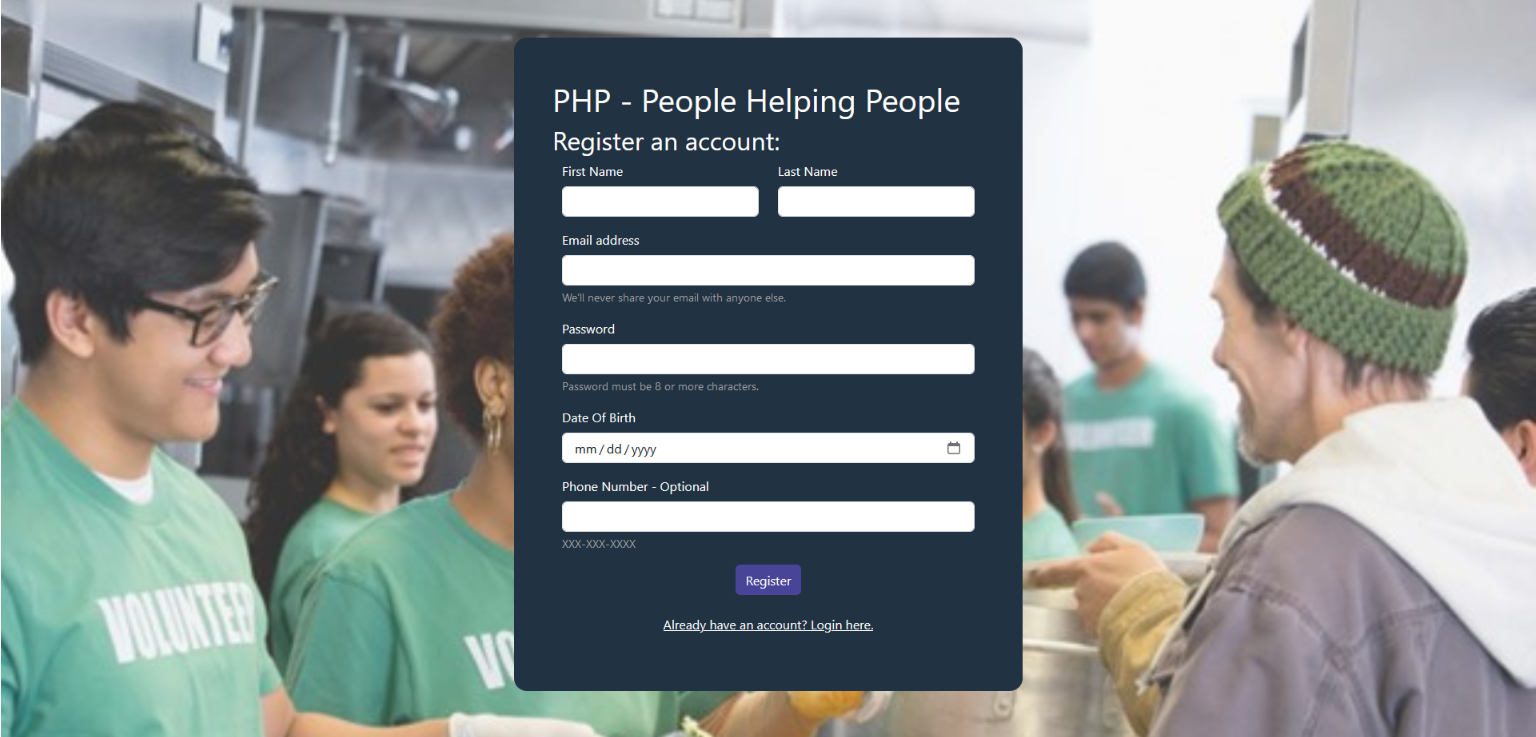 PHP - People Helping People
Register an account:
First Name Last Name
Email address
We'll never share your email with anyone else.
Password
Password must be 8 or more characters.
Date Of Birth
mm/dd/yyyy
Phone Number - Optional
XXX-XXX-XXXX
Register
Already have an account? Login here.
VOLUNTEER
VO
VOLUNTEER